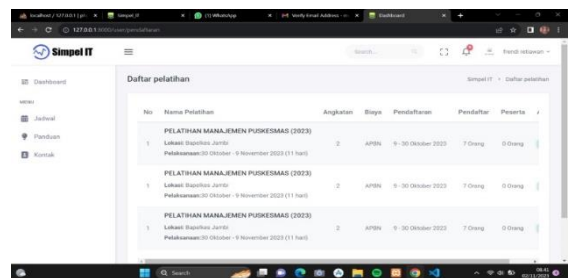 localhost / 127.0.0.1 | p
Simpel_IT
(1) WhatsApp
Verify Email Address -
Dashboard
127.0.0.1:8000/user/pendaftaran
Simpel IT
Search...
Dashboard
Jadwal
Panduan
Kontak
Daftar pelatihan
Simpel IT
Daftar pelatihan
No Nama Pelatihan Angkatan Biaya Pendaftaran Pendaftar Peserta
PELATIHAN MANAJEMEN PUSKESMAS (2023)
1 Lokasi: Bapelkes Jambi 2 APBN 9 - 30 Oktober 2023 7 Orang 0 Orang
Pelaksanaan: 30 Oktober - 9 November 2023 (11 hari)
PELATIHAN MANAJEMEN PUSKESMAS (2023)
1 Lokasi: Bapelkes Jambi 2 APBN 9 - 30 Oktober 2023 7 Orang 0 Orang
Pelaksanaan: 30 Oktober - 9 November 2023 (11 hari)
PELATIHAN MANAJEMEN PUSKESMAS (2023)
1 Lokasi: Bapelkes Jambi 2 APBN 9 - 30 Oktober 2023 7 Orang 0 Orang
Pelaksanaan: 30 Oktober - 9 November 2023 (11 hari)
Search
06.41
02/11/2023